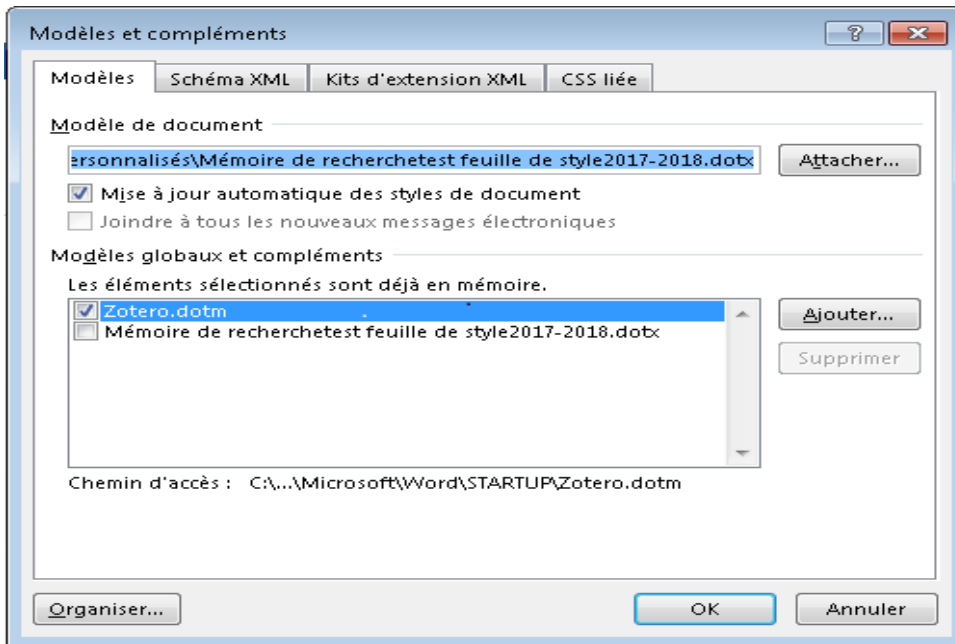 Modèles et compléments
Modèles Schéma XML Kits d'extension XML CSS liée
Modèle de document
ersonnalisés\Mémoire de recherchetest feuille de style2017-2018.dotx Attacher...
Mise à jour automatique des styles de document
Joindre à tous les nouveaux messages électroniques
Modèles globaux et compléments
Les éléments sélectionnés sont déjà en mémoire.
Zotero.dotm Ajouter...
Mémoire de recherchetest feuille de style2017-2018.dotx
Supprimer
Chemin d'accès : C:\...\Microsoft\Word\STARTUP\Zotero.dotm
Organiser... OK Annuler